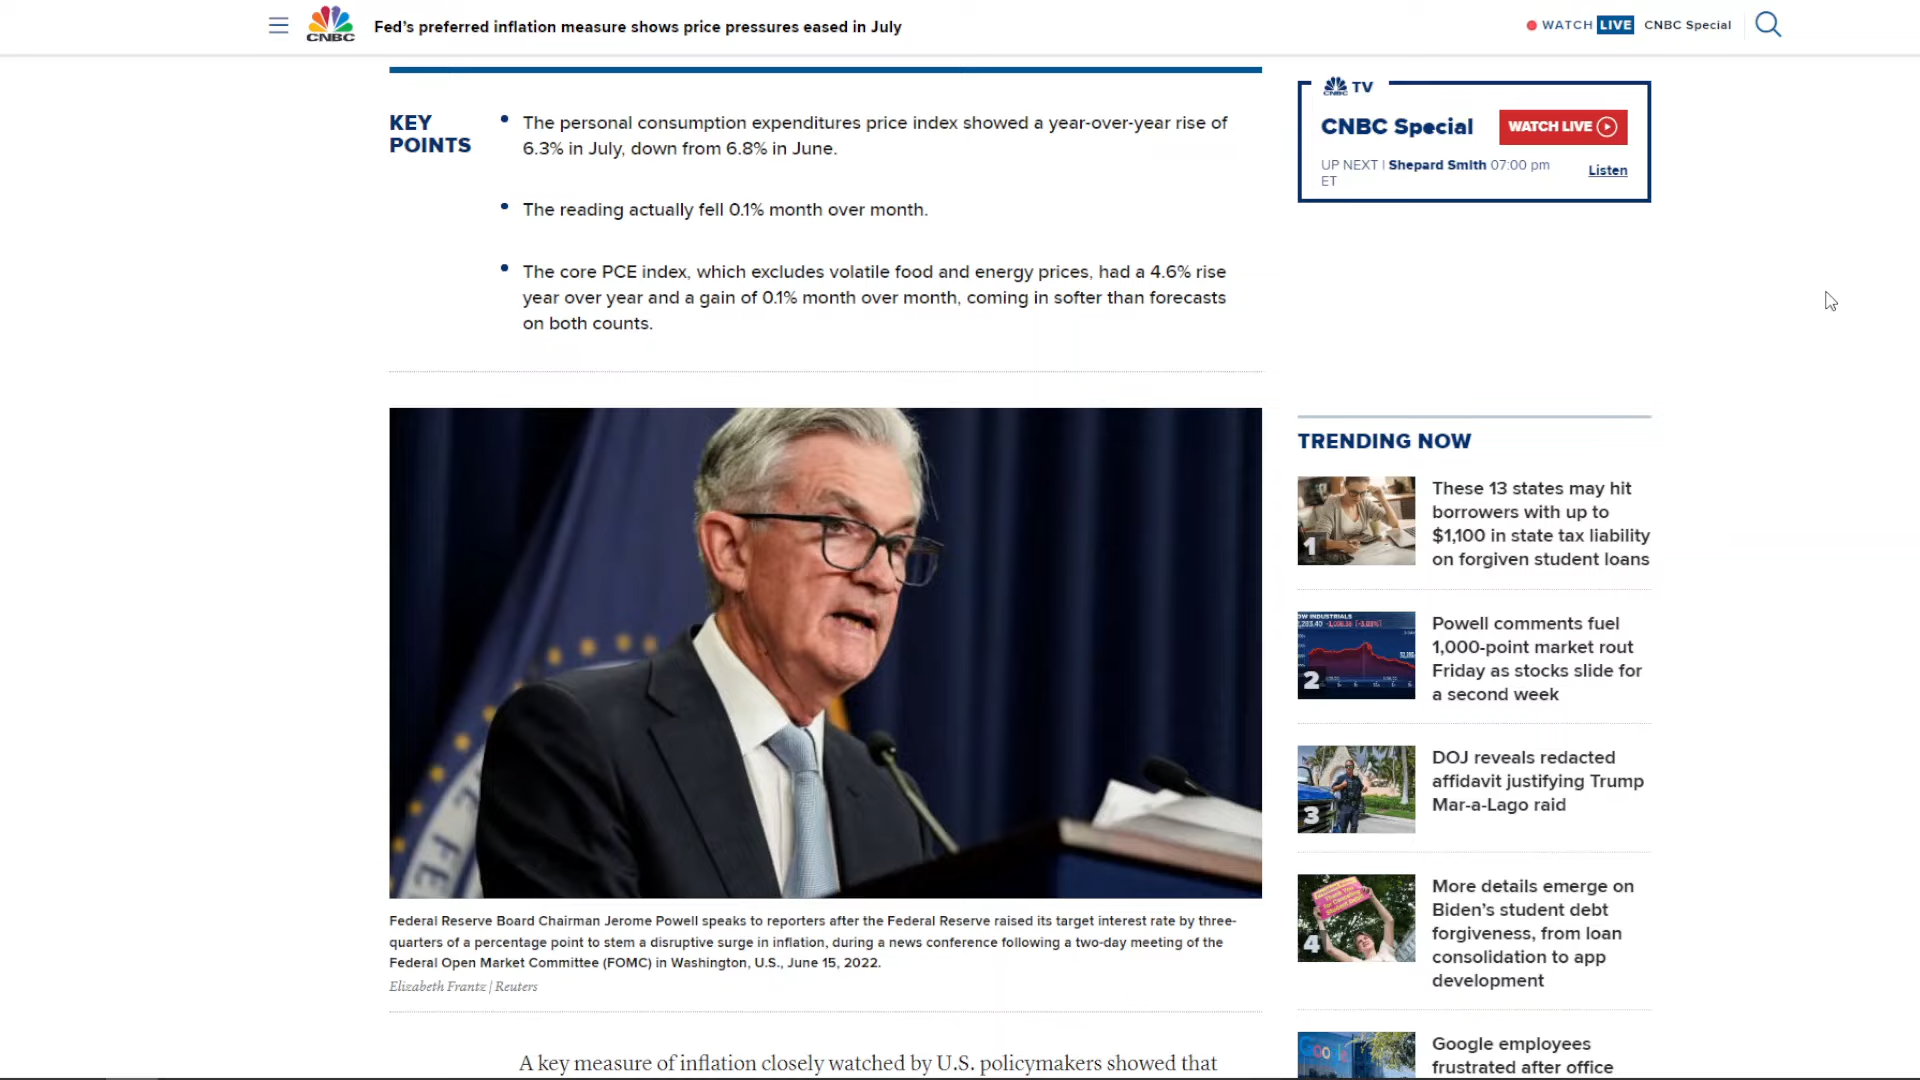 CNBC
Fed's preferred inflation measure shows price pressures eased in July
WATCH LIVE CNBC Special
KEY
POINTS
The personal consumption expenditures price index showed a year-over-year rise of
6.3% in July, down from 6.8% in June.
The reading actually fell 0.1% month over month.
The core PCE index, which excludes volatile food and energy prices, had a 4.6% rise
year over year and a gain of 0.1% month over month, coming in softer than forecasts
on both counts.
Federal Reserve Board Chairman Jerome Powell speaks to reporters after the Federal Reserve raised its target interest rate by three-
quarters of a percentage point to stem a disruptive surge in inflation, during a news conference following a two-day meeting of the
Federal Open Market Committee (FOMC) in Washington, U.S., June 15, 2022.
Elizabeth Frantz | Reuters
A key measure of inflation closely watched by U.S. policymakers showed that
CNBC TV
CNBC Special
WATCH LIVE
UP NEXT | Shepard Smith 07:00 pm
ET
Listen
TRENDING NOW
1
These 13 states may hit
borrowers with up to
$1,100 in state tax liability
on forgiven student loans
2
Powell comments fuel
1,000-point market rout
Friday as stocks slide for
a second week
3
DOJ reveals redacted
affidavit justifying Trump
Mar-a-Lago raid
4
More details emerge on
Biden's student debt
forgiveness, from loan
consolidation to app
development
Google employees
frustrated after office